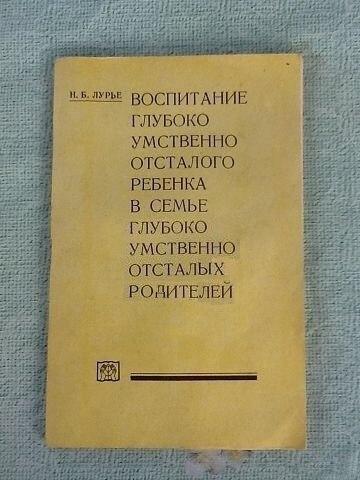 Н. Б. ЛУРЬЕ
ВОСПИТАНИЕ
ГЛУБОКО
УМСТВЕННО
ОТСТАЛОГО
РЕБЕНКА
В СЕМЬЕ
ГЛУБОКО
УМСТВЕННО
ОТСТАЛЫХ
РОДИТЕЛЕЙ